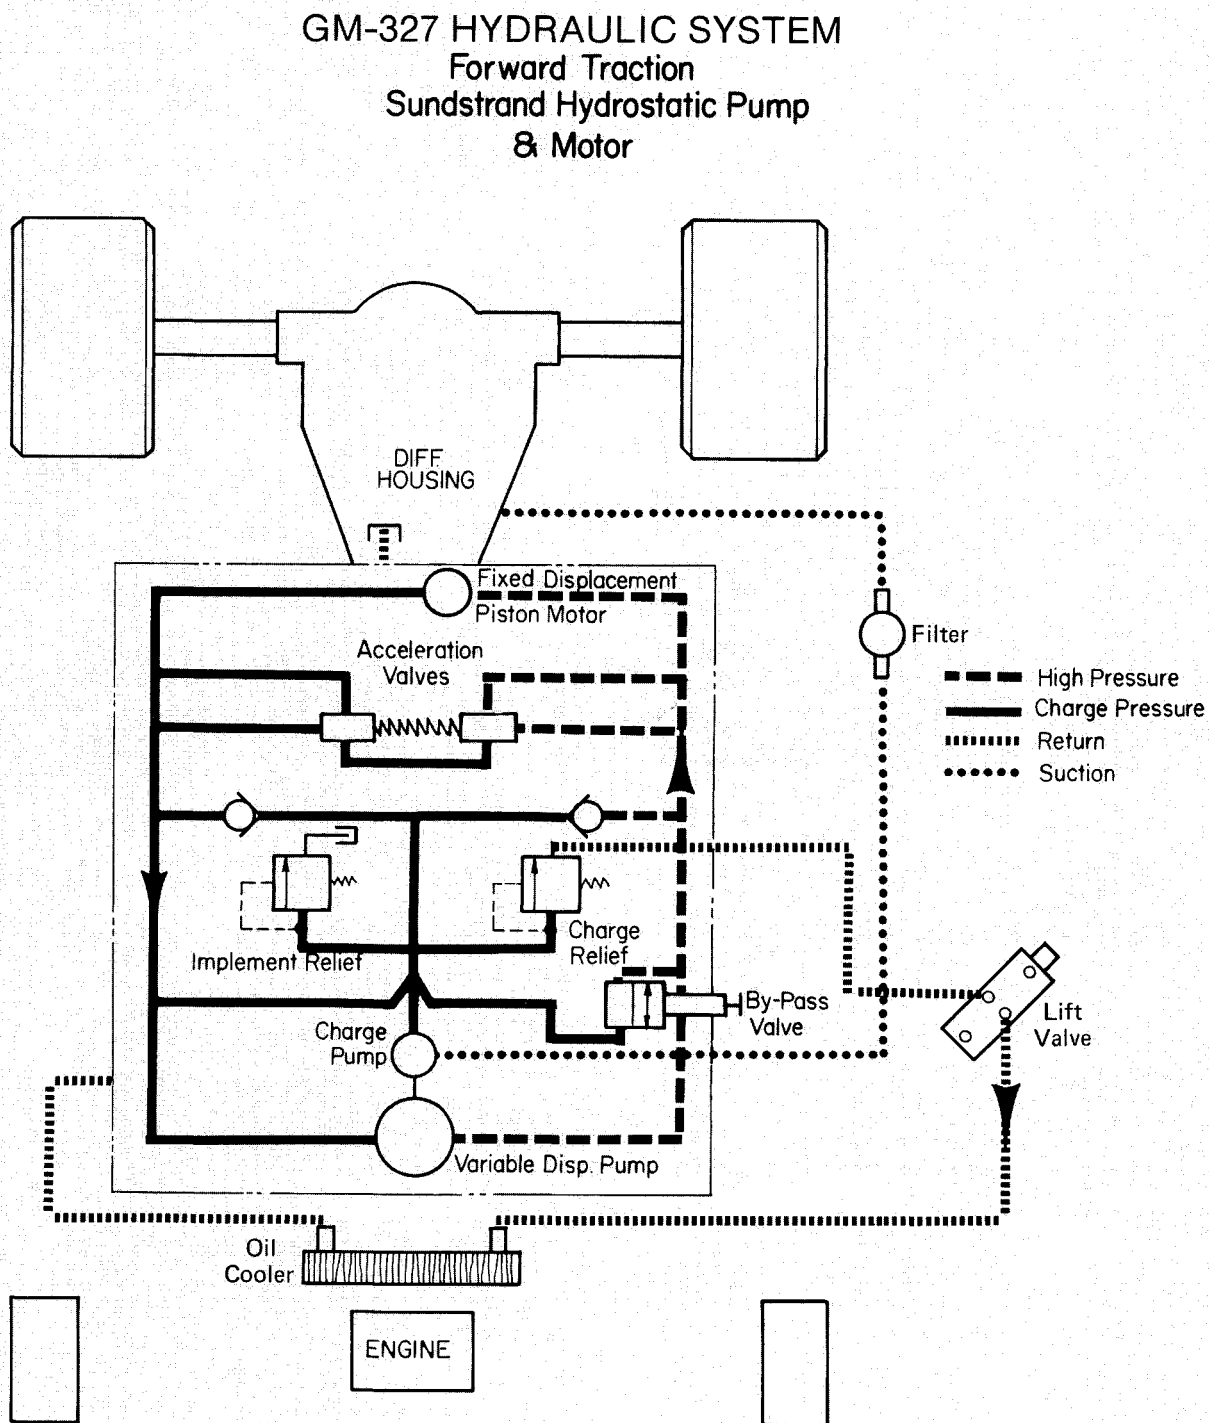 GM-327 HYDRAULIC SYSTEM
Forward Traction
Sundstrand Hydrostatic Pump
& Motor
DIFF.
HOUSING
Fixed Displacement
Piston Motor
Acceleration
Valves
Filter
High Pressure
Charge Pressure
Return
Suction
Implement Relief
Charge
Relief
By-Pass
Valve
Lift
Valve
Charge
Pump
Variable Disp. Pump
Oil
Cooler
ENGINE